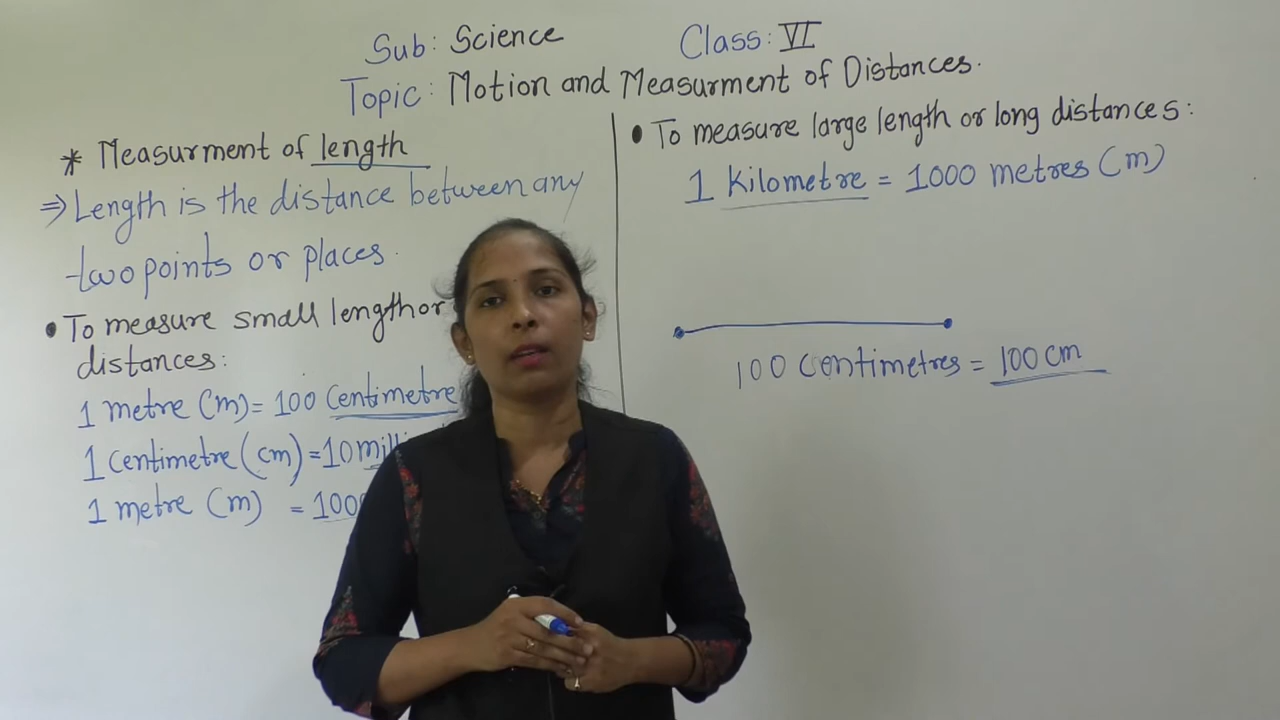 Sub: Science Class: VI
Topic: Motion and Measurment of Distances.
* Measurment of length
⇒ Length is the distance between any
two points or places.
• To measure small length or
distances:
1 metre (m) = 100 Centimetre
1 Centimetre (cm) = 10
1 metre (m) =
• To measure large length or long distances:
1 Kilometre = 1000 metres (m)
100 Centimetres = 100 cm